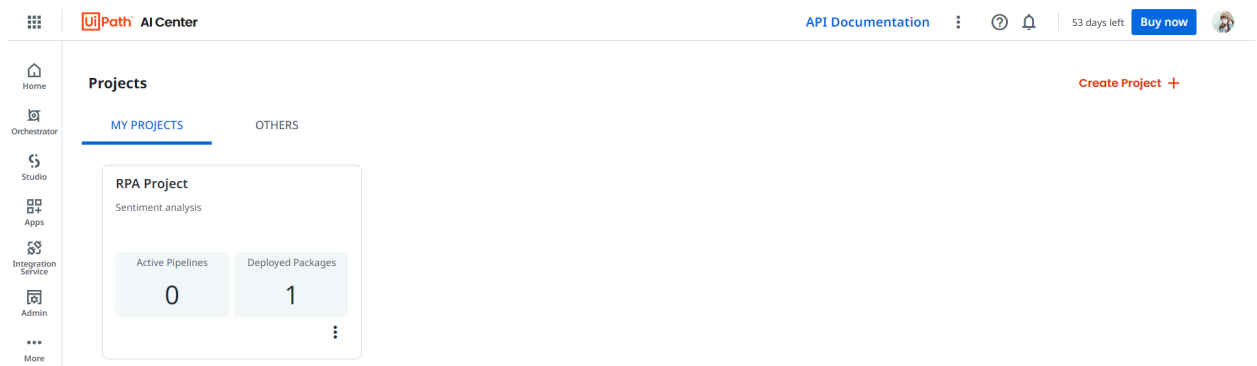 UiPath AI Center
API Documentation
53 days left
Buy now
Home
Orchestrator
Studio
Apps
Integration
Service
Admin
More
Projects
Create Project +
MY PROJECTS
OTHERS
RPA Project
Sentiment analysis
Active Pipelines
0
Deployed Packages
1